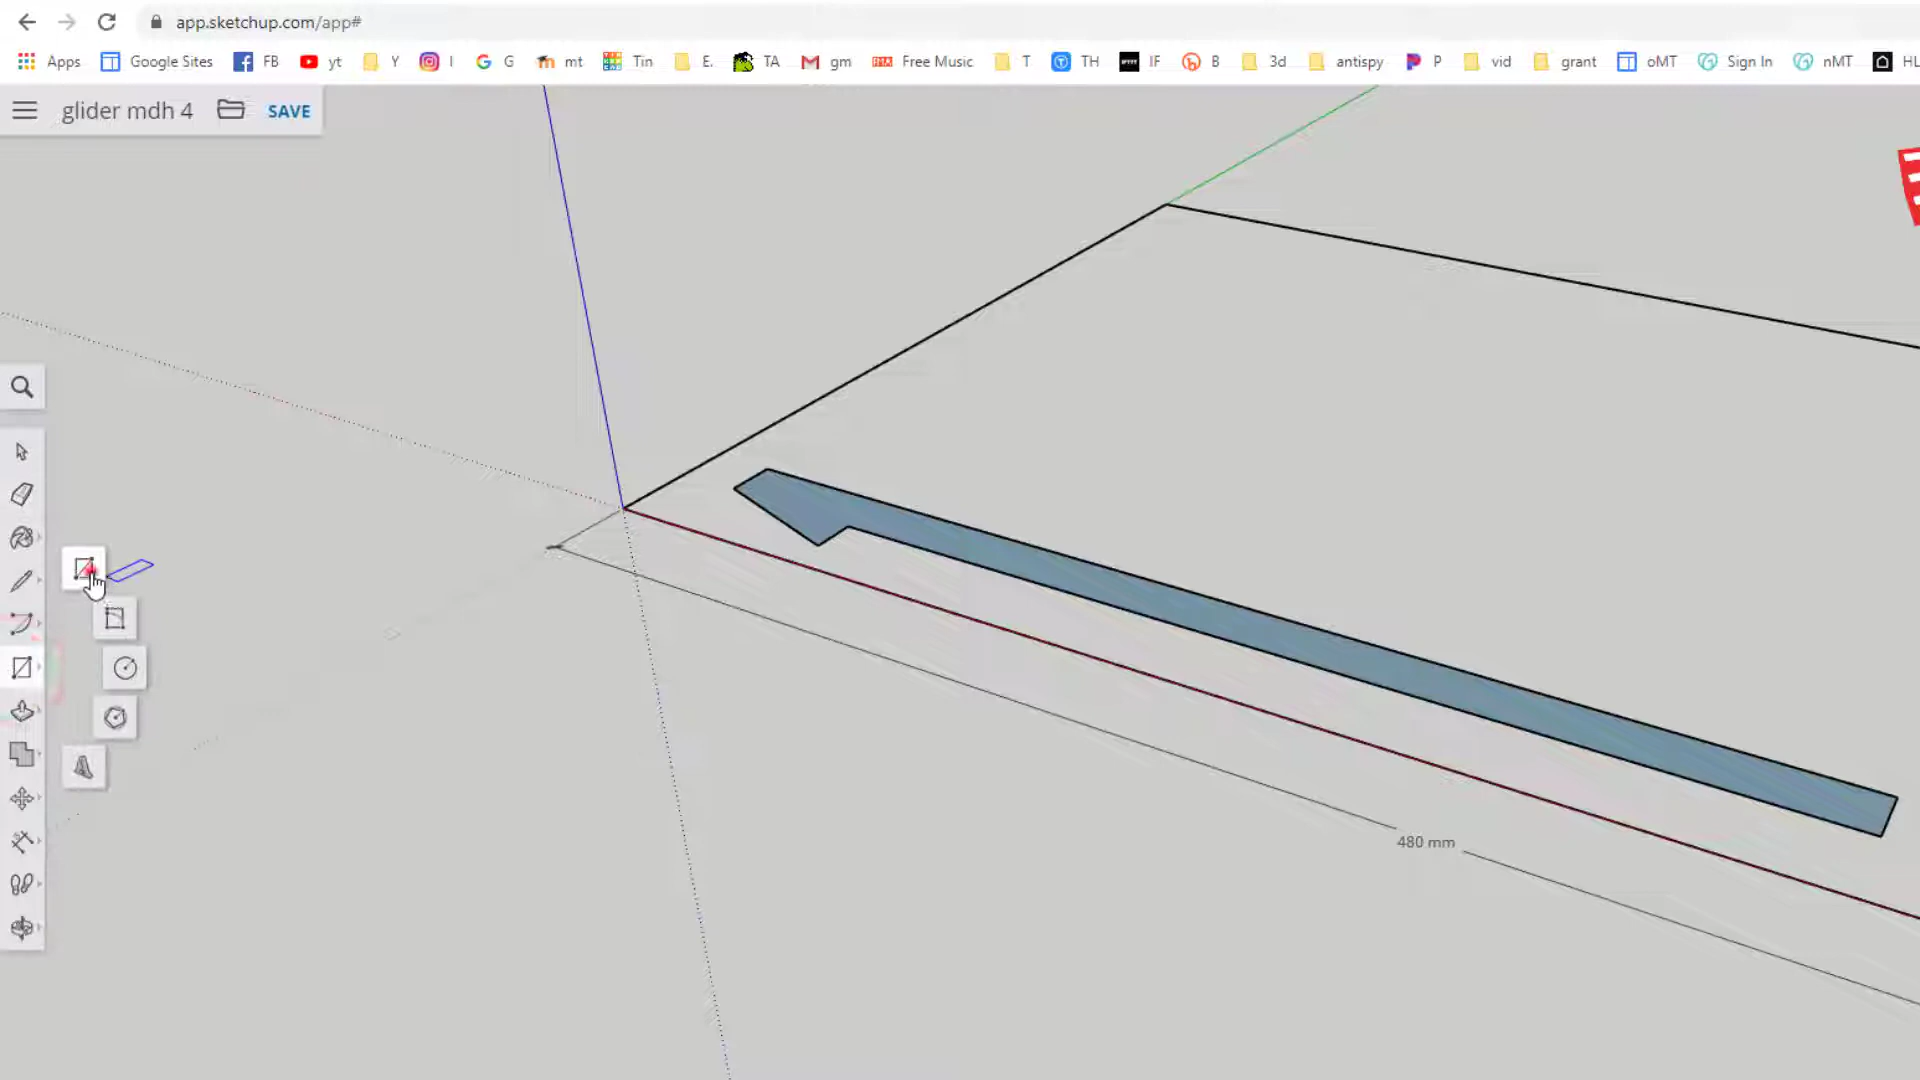 app.sketchup.com/app#
Apps Google Sites FB yt Y I G mt Tin E. TA gm Free Music T TH IF B 3d antispy P vid grant oMT Sign In nMT HL
glider mdh 4 SAVE
480 mm